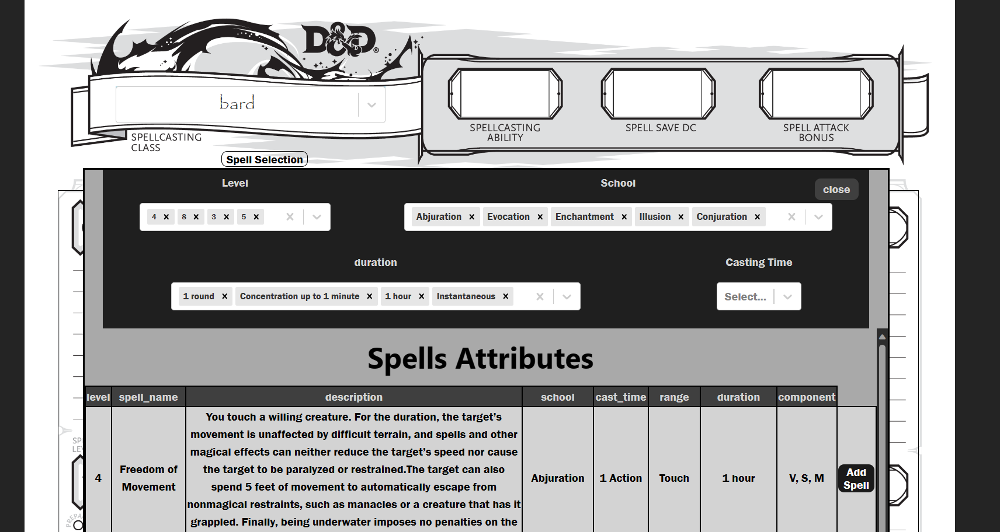 D&D®
bard
SPELLCASTING
CLASS
SPELLCASTING
ABILITY
SPELL SAVE DC
SPELL ATTACK
BONUS
Spell Selection
Level
School
close
4 × 8 × 3 × 5 ×
Abjuration × Evocation × Enchantment × Illusion × Conjuration ×
duration
Casting Time
1 round × Concentration up to 1 minute × 1 hour × Instantaneous ×
Select...
Spells Attributes
level spell_name description school cast_time range duration component
4
Freedom of
Movement
You touch a willing creature. For the duration, the target’s
movement is unaffected by difficult terrain, and spells and other
magical effects can neither reduce the target’s speed nor cause
the target to be paralyzed or restrained.The target can also
spend 5 feet of movement to automatically escape from
nonmagical restraints, such as manacles or a creature that has it
grappled. Finally, being underwater imposes no penalties on the
Abjuration
1 Action
Touch
1 hour
V, S, M
Add
Spell